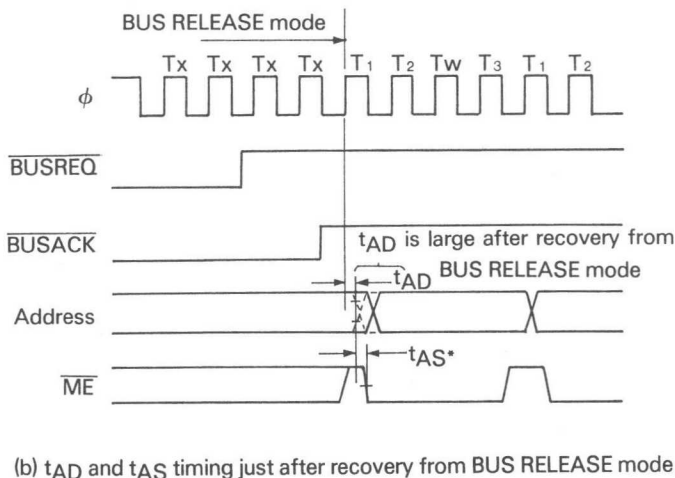 BUS RELEASE mode
Tx Tx Tx Tx T1 T2 TW T3 T1 T2
ϕ
BUSREQ
BUSACK
tAD is large after recovery from
BUS RELEASE mode
tAD
Address
tAS*
ME
(b) tAD and tAS timing just after recovery from BUS RELEASE mode